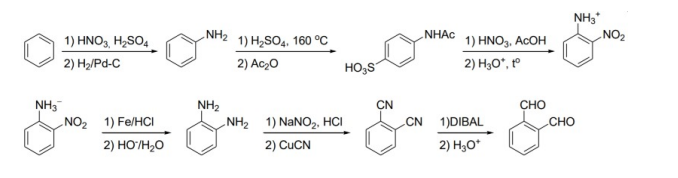 1) HNO3, H2SO4
2) H2/Pd-C
NH2
1) H2SO4, 160 °C
2) Ac2O
NHAc
HO3S
1) HNO3, AcOH
2) H3O+, tº
NH3+
NO2
NH3-
NO2
1) Fe/HCl
2) HO-/H2O
NH2
NH2
1) NaNO2, HCl
2) CuCN
CN
CN
1)DIBAL
2) H3O+
CHO
CHO